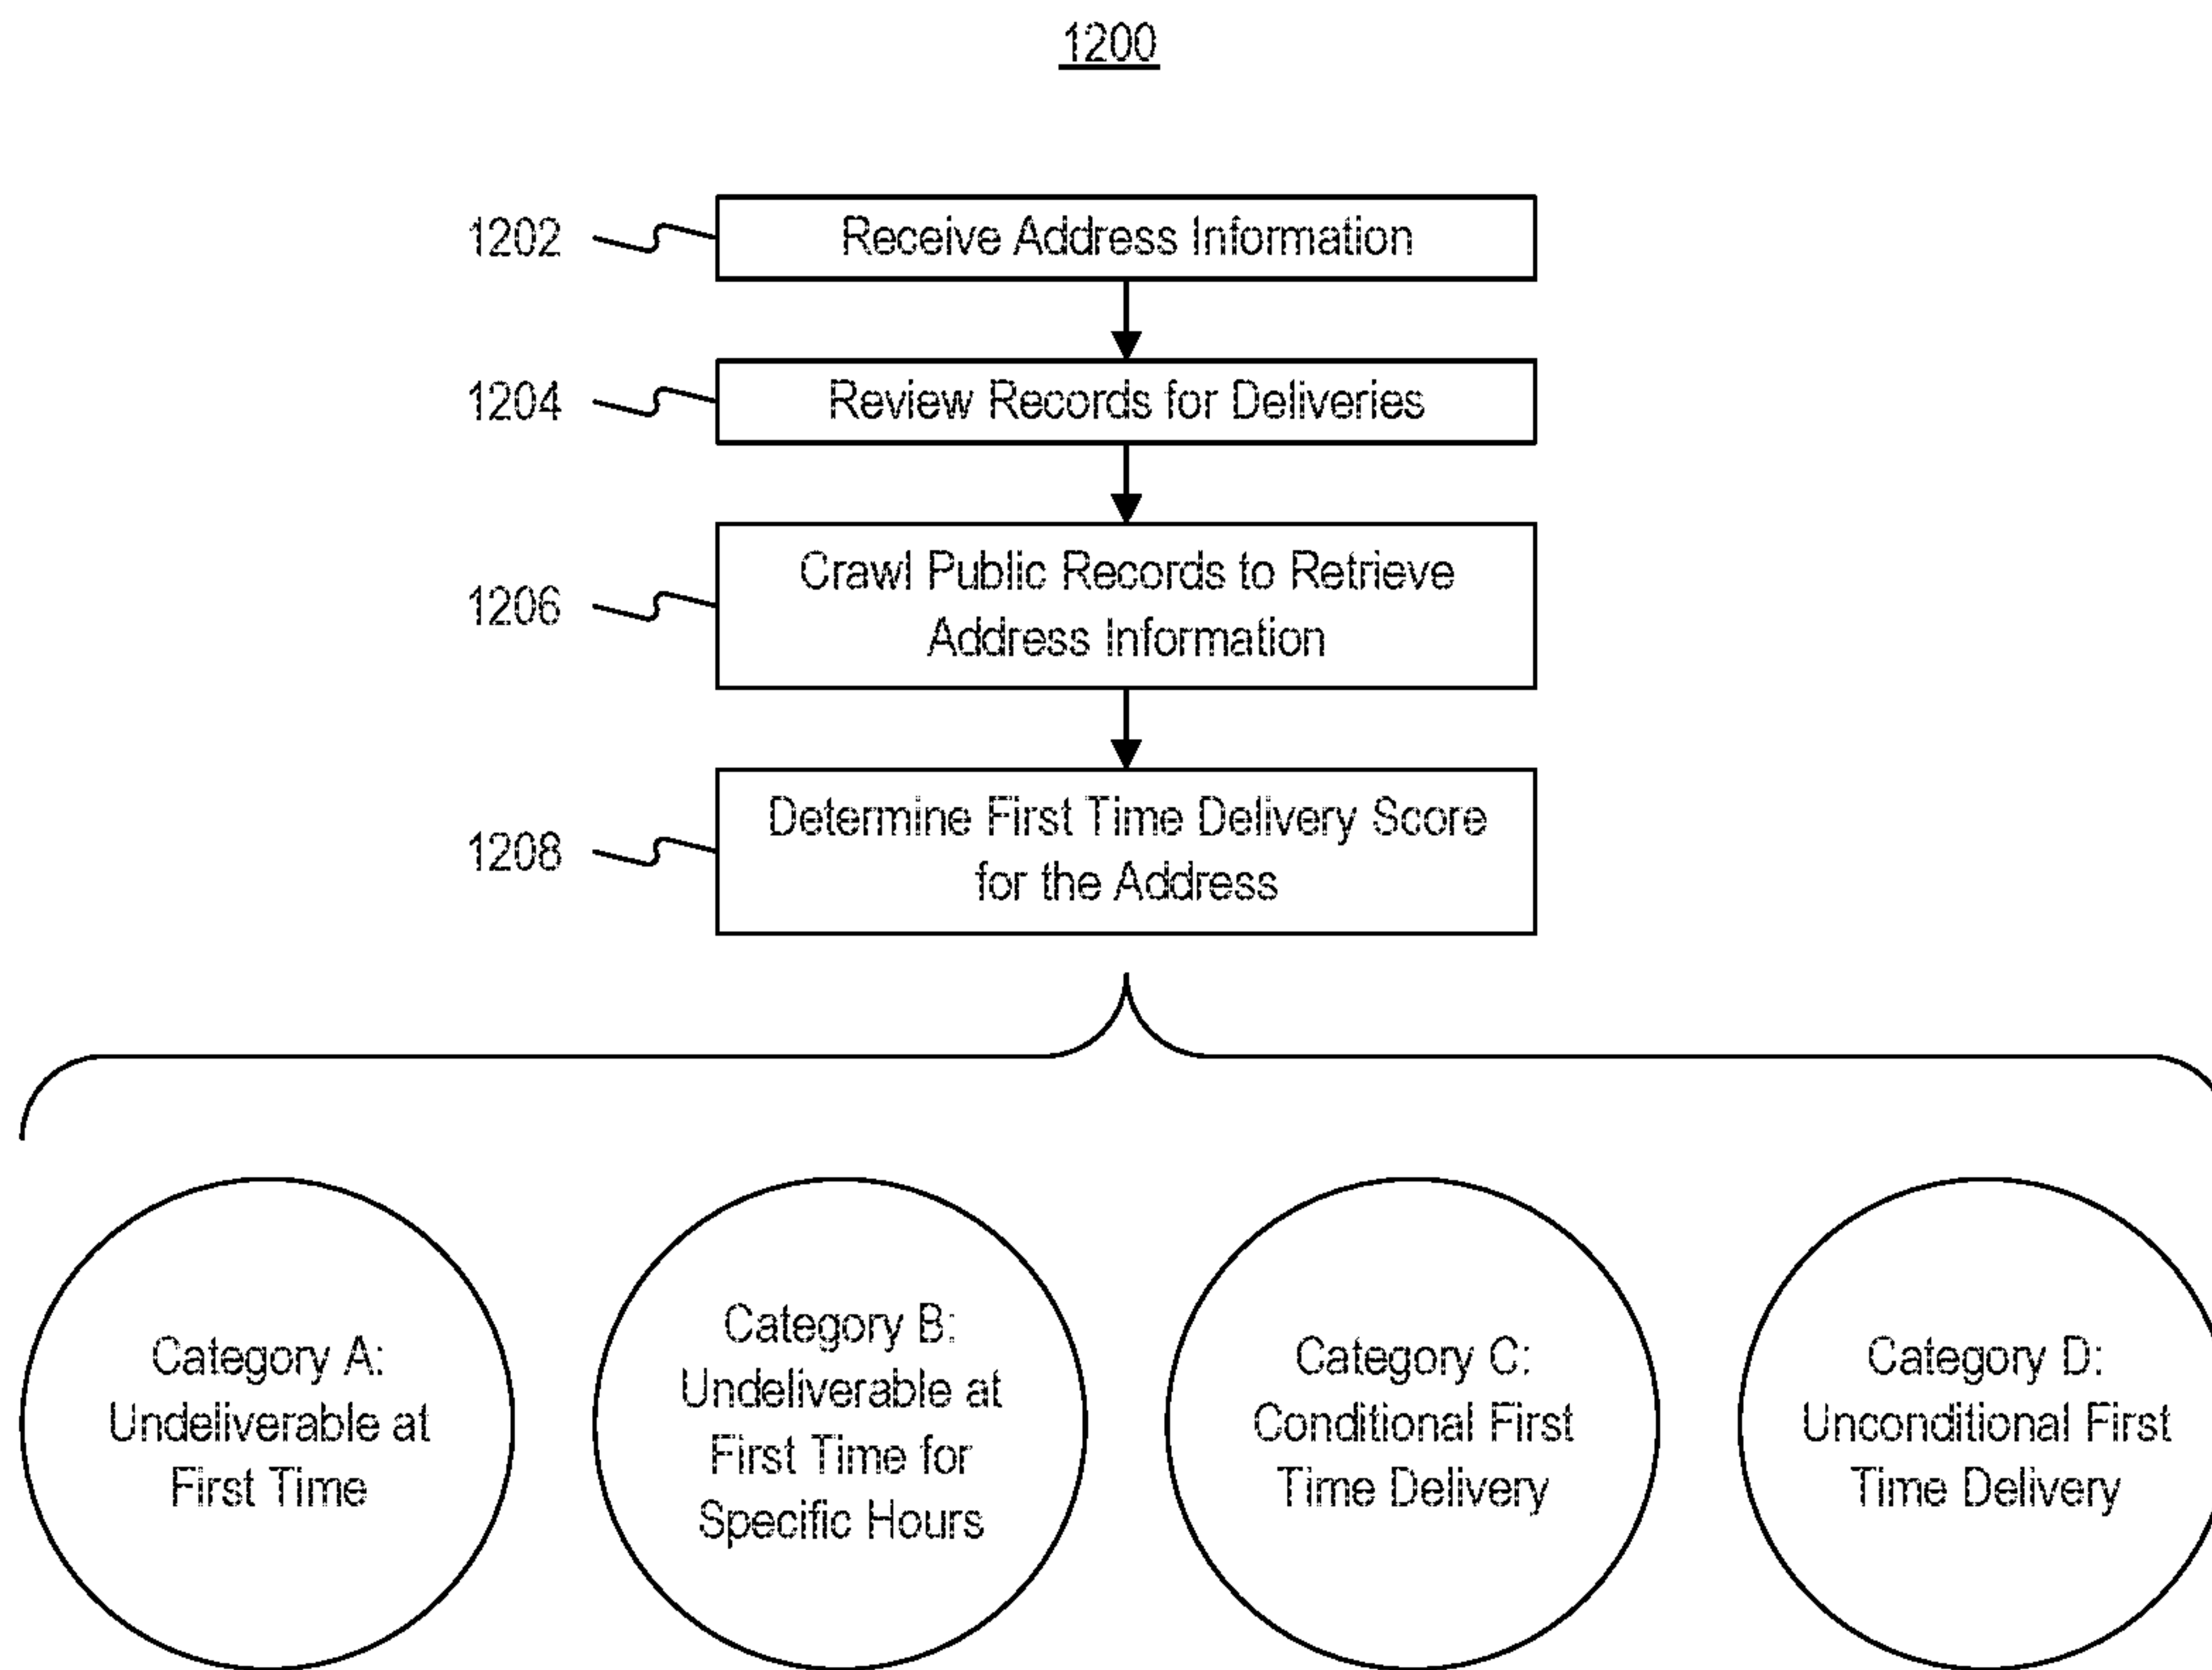 1200
1202
Receive Address Information
1204
Review Records for Deliveries
1206
Crawl Public Records to Retrieve
Address Information
1208
Determine First Time Delivery Score
for the Address
Category A:
Undeliverable at
First Time
Category B:
Undeliverable at
First Time for
Specific Hours
Category C:
Conditional First
Time Delivery
Category D:
Unconditional First
Time Delivery